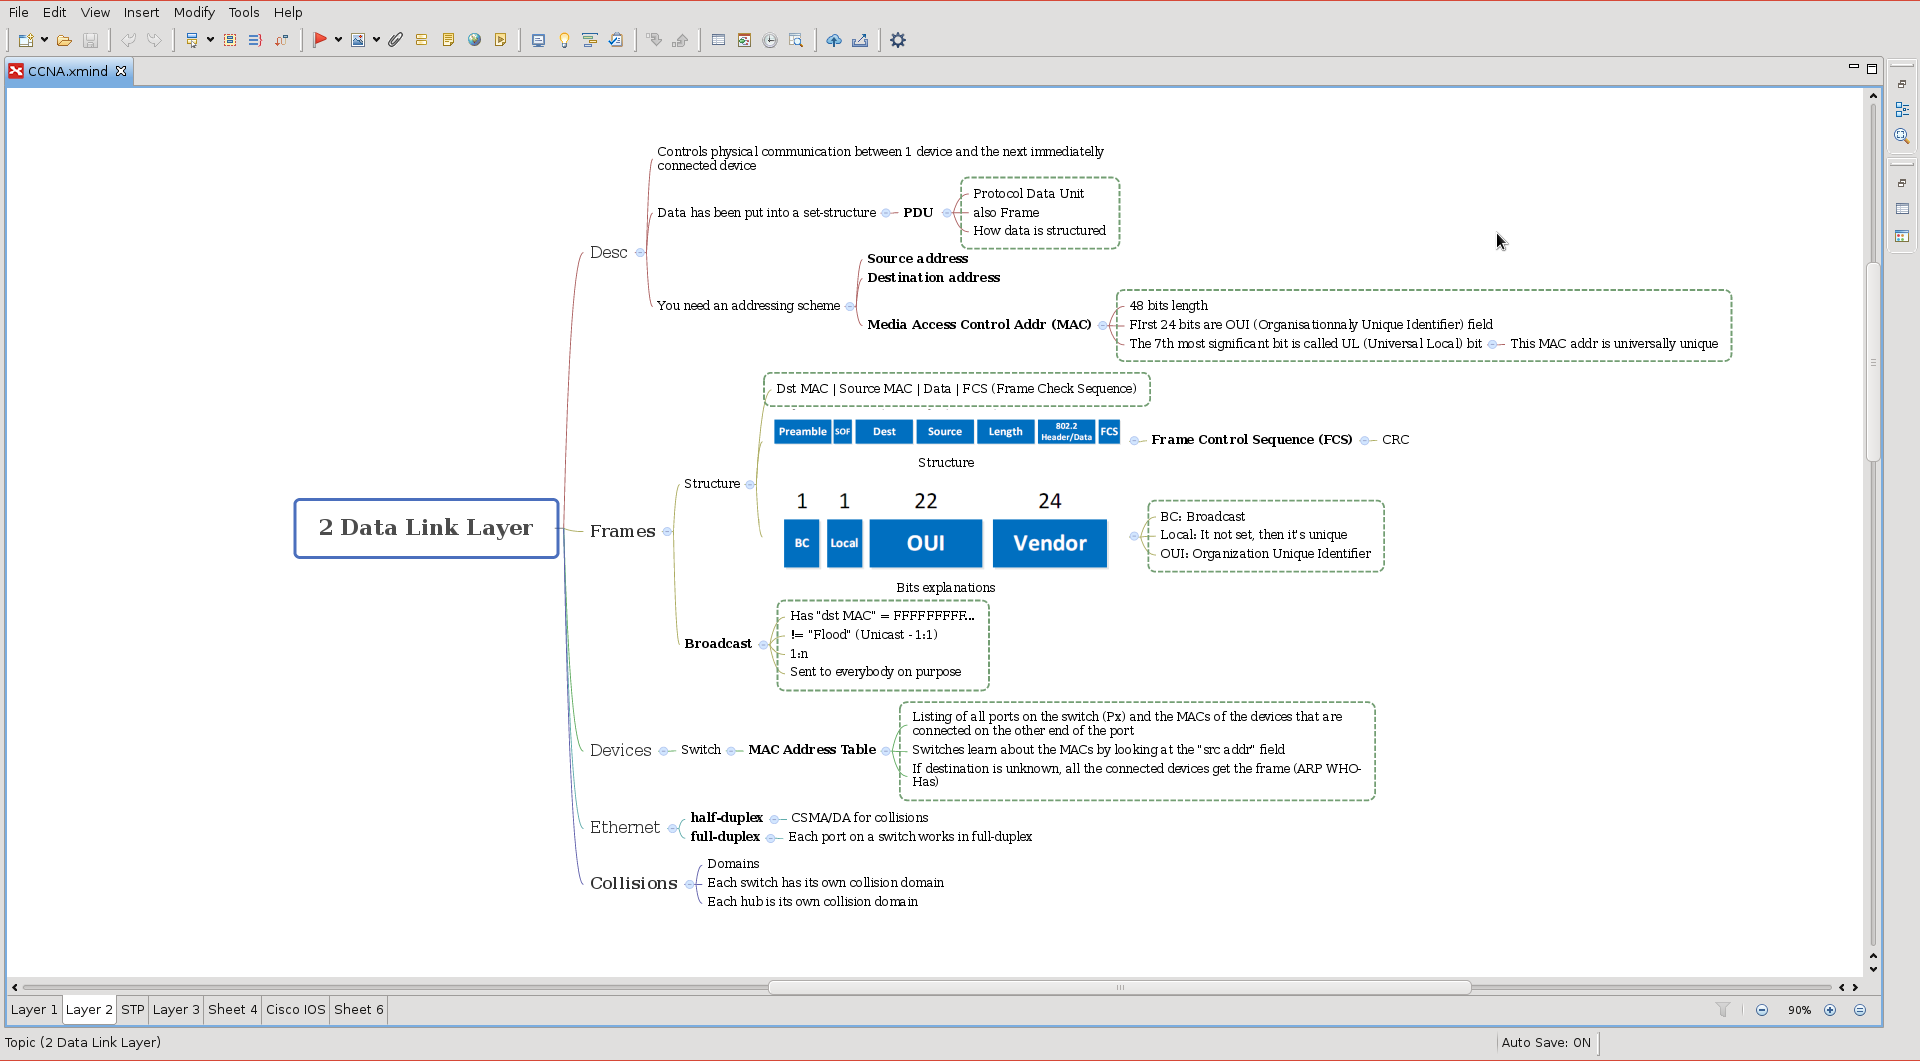 File Edit View Insert Modify Tools Help
CCNA.xmind
Controls physical communication between 1 device and the next immediatelly
connected device
Data has been put into a set-structure
PDU
Protocol Data Unit
also Frame
How data is structured
Desc
You need an addressing scheme
Source address
Destination address
Media Access Control Addr (MAC)
48 bits length
FIrst 24 bits are OUI (Organisationnaly Unique Identifier) field
The 7th most significant bit is called UL (Universal Local) bit
This MAC addr is universally unique
2 Data Link Layer
Frames
Structure
Dst MAC | Source MAC | Data | FCS (Frame Check Sequence)
Preamble SOF Dest Source Length 802.2
Header/Data FCS
Structure
Frame Control Sequence (FCS)
CRC
1 1 22 24
BC Local OUI Vendor
Bits explanations
BC: Broadcast
Local: It not set, then it"s unique
OUI: Organization Unique Identifier
Broadcast
Has "dst MAC" = FFFFFFFFF...
!= "Flood" (Unicast - 1:1)
1:n
Sent to everybody on purpose
Devices
Switch
MAC Address Table
Listing of all ports on the switch (Px) and the MACs of the devices that are
connected on the other end of the port
Switches learn about the MACs by looking at the "src addr" field
If destination is unknown, all the connected devices get the frame (ARP WHO-
Has)
Ethernet
half-duplex
CSMA/DA for collisions
full-duplex
Each port on a switch works in full-duplex
Collisions
Domains
Each switch has its own collision domain
Each hub is its own collision domain
Layer 1 Layer 2 STP Layer 3 Sheet 4 Cisco IOS Sheet 6
90%
Topic (2 Data Link Layer)
Auto Save: ON